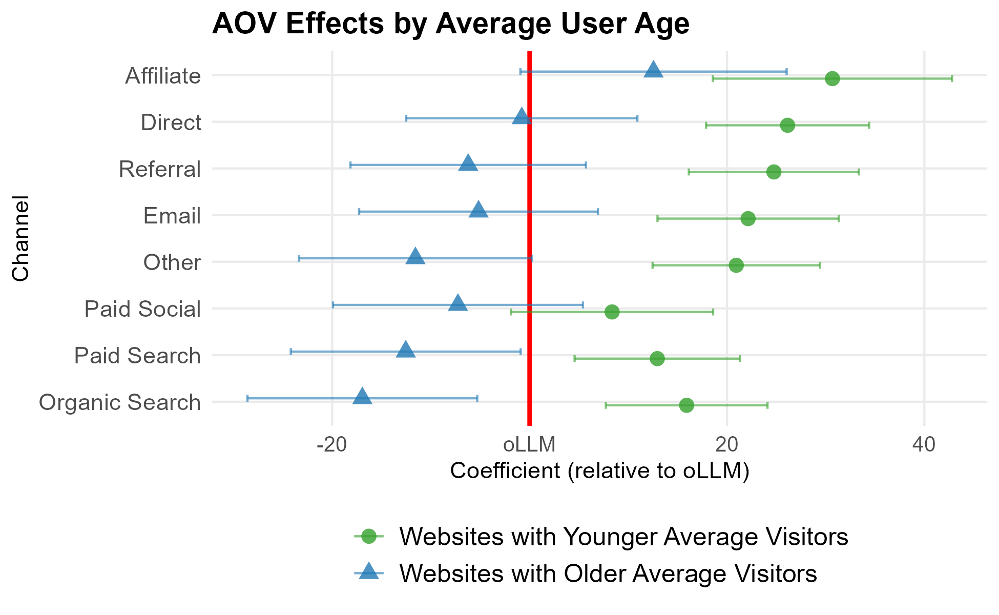 AOV Effects by Average User Age
Channel
Affiliate
Direct
Referral
Email
Other
Paid Social
Paid Search
Organic Search
-20 oLLM 20 40
Coefficient (relative to oLLM)
Websites with Younger Average Visitors
Websites with Older Average Visitors